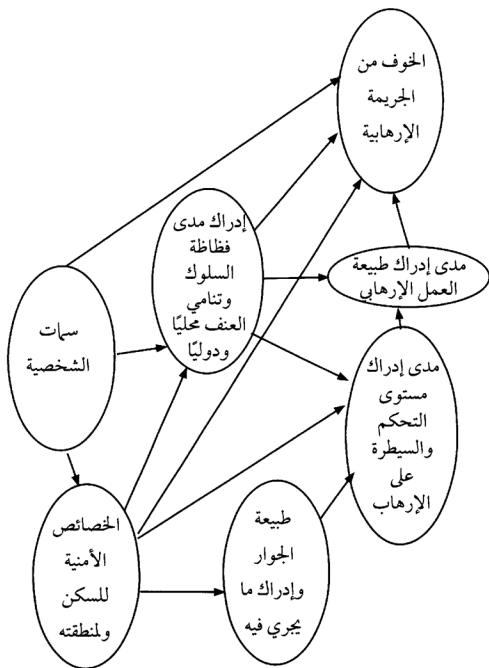 الخوف من
الجريمة
الإرهابية
إدراك مدى
فظاظة
السلوك
وتنامي
العنف محليًا
ودوليًا
مدى إدراك طبيعة
العمل الإرهابي
سمات
الشخصية
مدى إدراك
مستوى
التحكم
والسيطرة
على
الإرهاب
الخصائص
الأمنية
للسكن
ولمنطقته
طبيعة
الجوار
وإدراك ما
يجري فيه